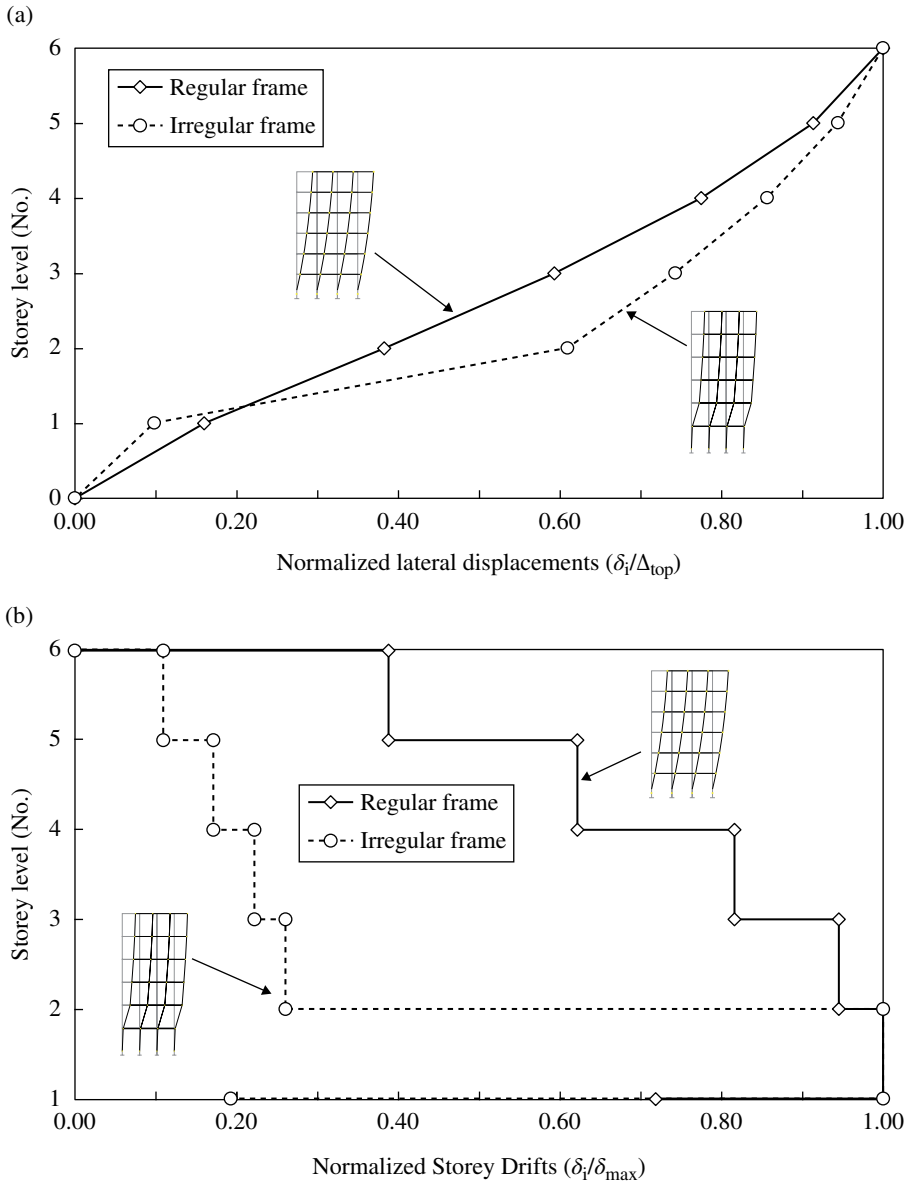 (a)
6
5
4
3
2
1
0
Storey level (No.)
Regular frame
Irregular frame
0.00
0.20
0.40
0.60
0.80
1.00
Normalized lateral displacements (δi/Δtop)
(b)
6
5
4
3
2
1
Storey level (No.)
Regular frame
Irregular frame
0.00
0.20
0.40
0.60
0.80
1.00
Normalized Storey Drifts (δi/δmax)